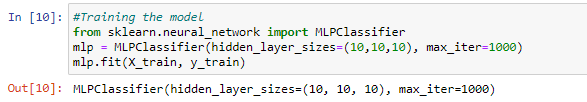 In [10]: #Training the model
from sklearn.neural_network import MLPClassifier
mlp = MLPClassifier(hidden_layer_sizes=(10,10,10), max_iter=1000)
mlp.fit(X_train, y_train)
Out[10]: MLPClassifier(hidden_layer_sizes=(10, 10, 10), max_iter=1000)